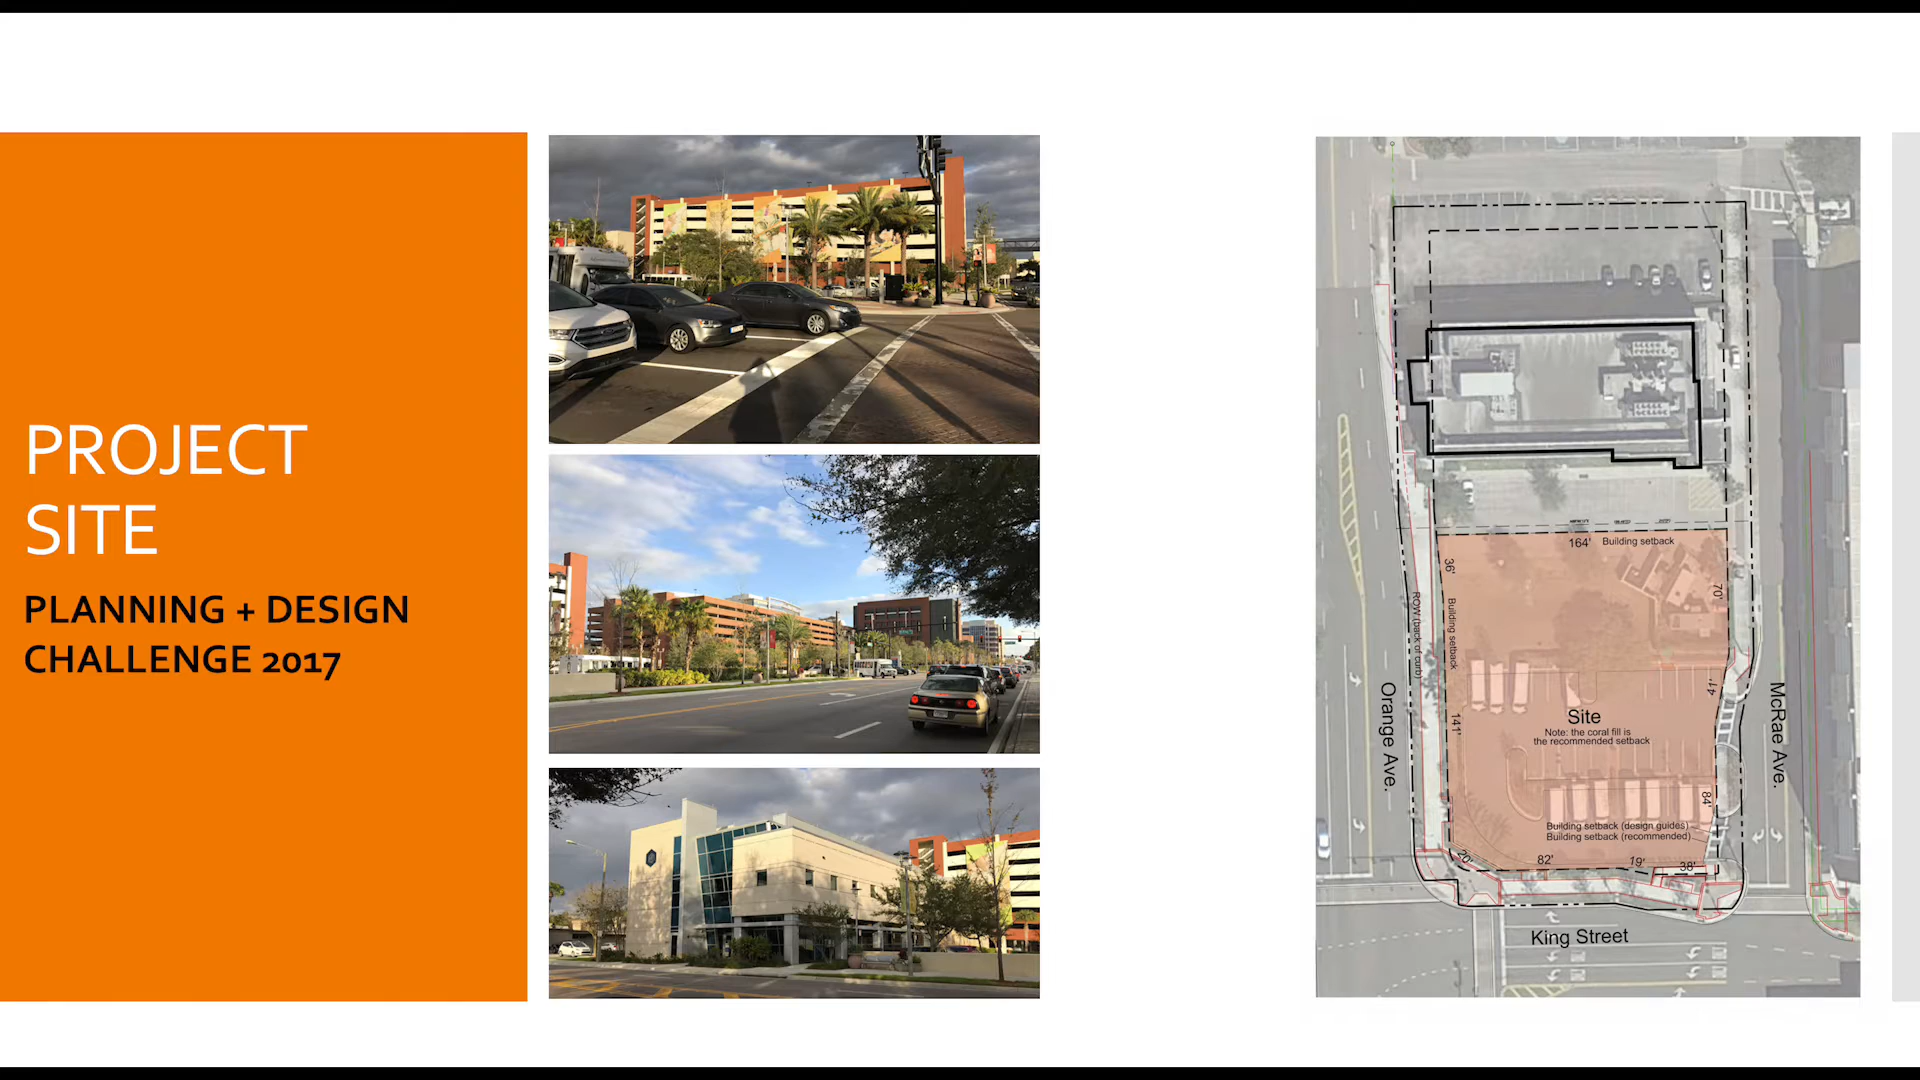 PROJECT
SITE
PLANNING + DESIGN
CHALLENGE 2017
164' Building setback
36'
70'
ROW (back of curb)
Building setback
41'
Orange Ave.
McRae Ave.
141'
Site
Note: the coral fill is
the recommended setback
84'
Building setback (design guides)
Building setback (recommended)
20'
82'
19'
38'
King Street